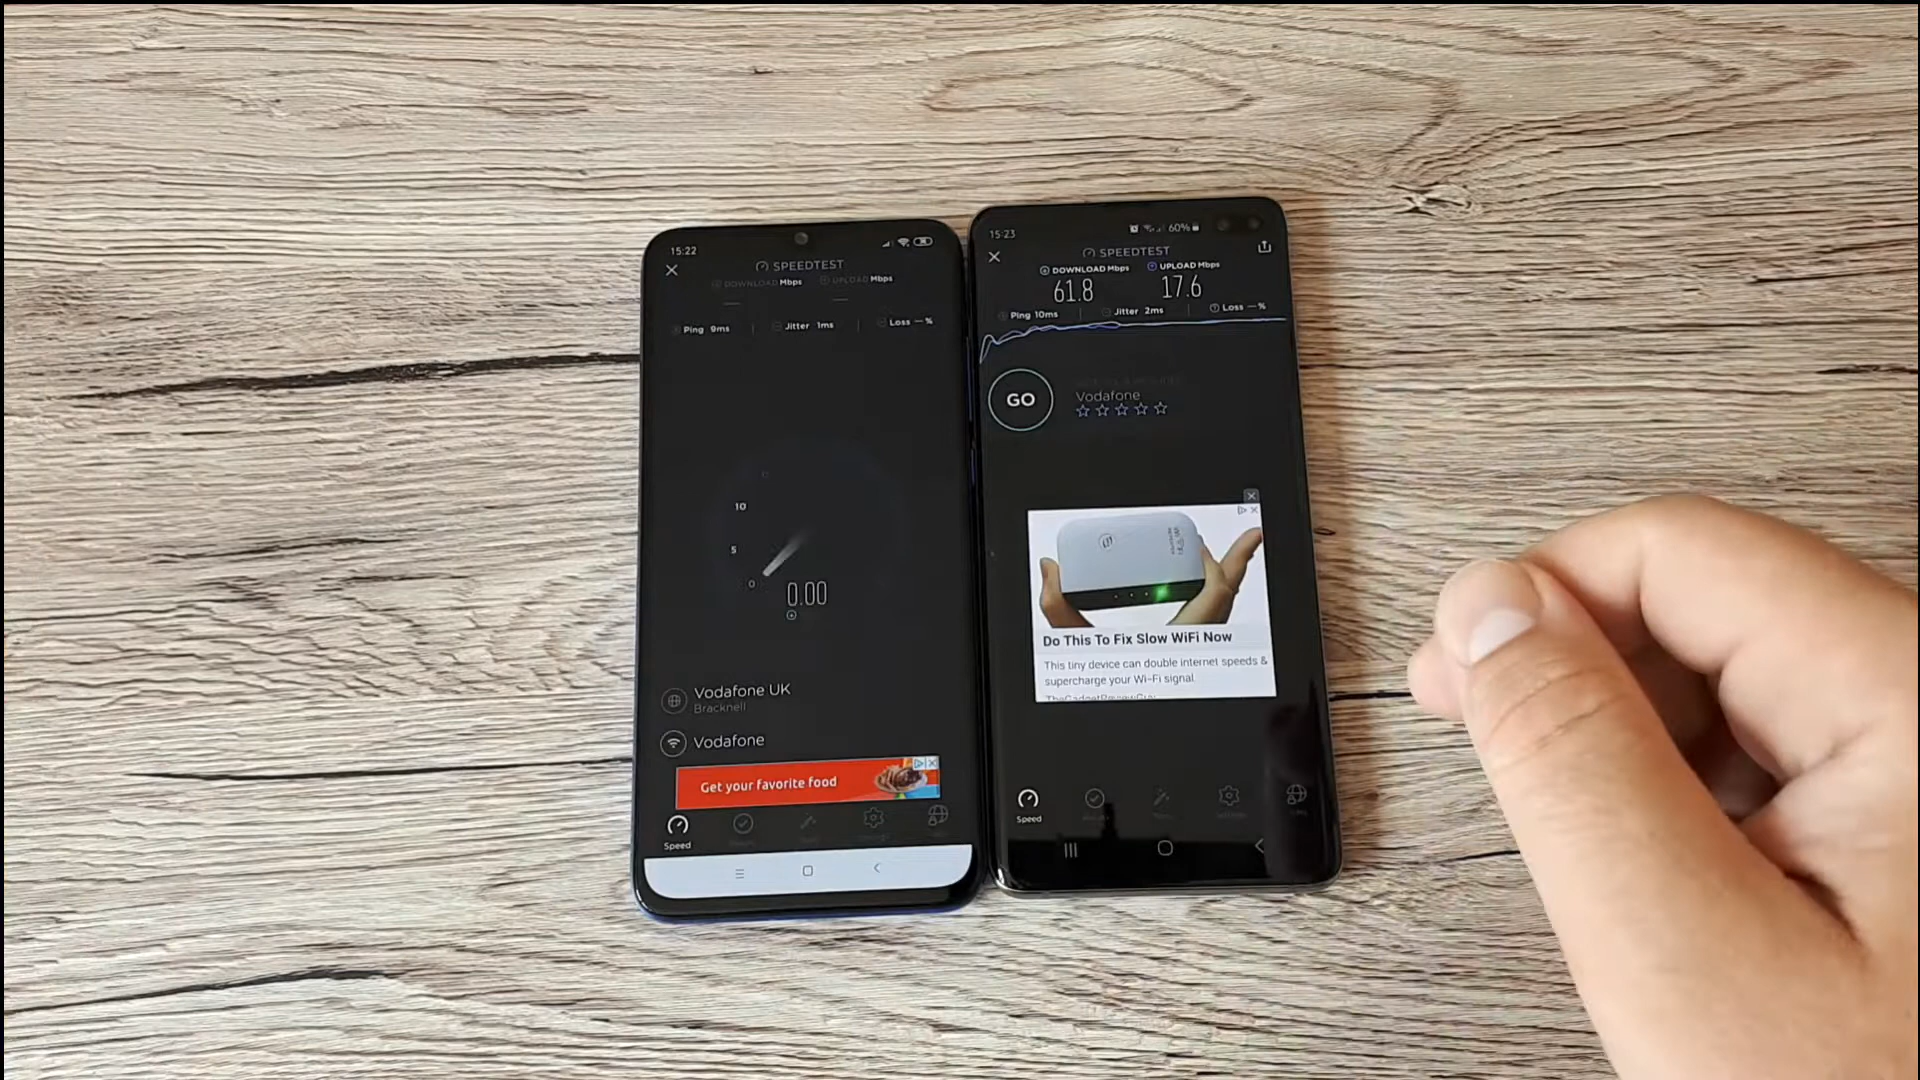 15:22
SPEEDTEST
DOWNLOAD Mbps UPLOAD Mbps
Ping 9ms Jitter 1ms Loss — %
10
5
0
0.00
Vodafone UK
Bracknell
Vodafone
Get your favorite food
Speed
15:23
60%
SPEEDTEST
DOWNLOAD Mbps UPLOAD Mbps
61.8 17.6
Ping 10ms Jitter 2ms Loss — %
GO
Vodafone
Do This To Fix Slow WiFi Now
This tiny device can double internet speeds &
supercharge your Wi-Fi signal.
Speed